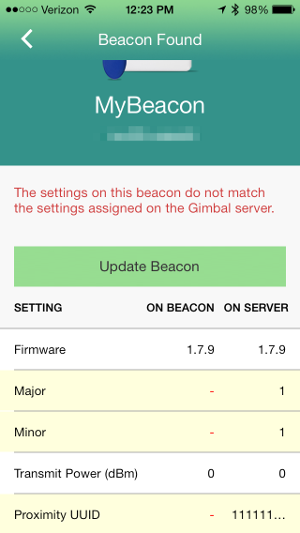 Verizon 12:23 PM 98%
Beacon Found
MyBeacon
The settings on this beacon do not match
the settings assigned on the Gimbal server.
Update Beacon
SETTING ON BEACON ON SERVER
Firmware 1.7.9 1.7.9
Major - 1
Minor - 1
Transmit Power (dBm) 0 0
Proximity UUID - 111111...